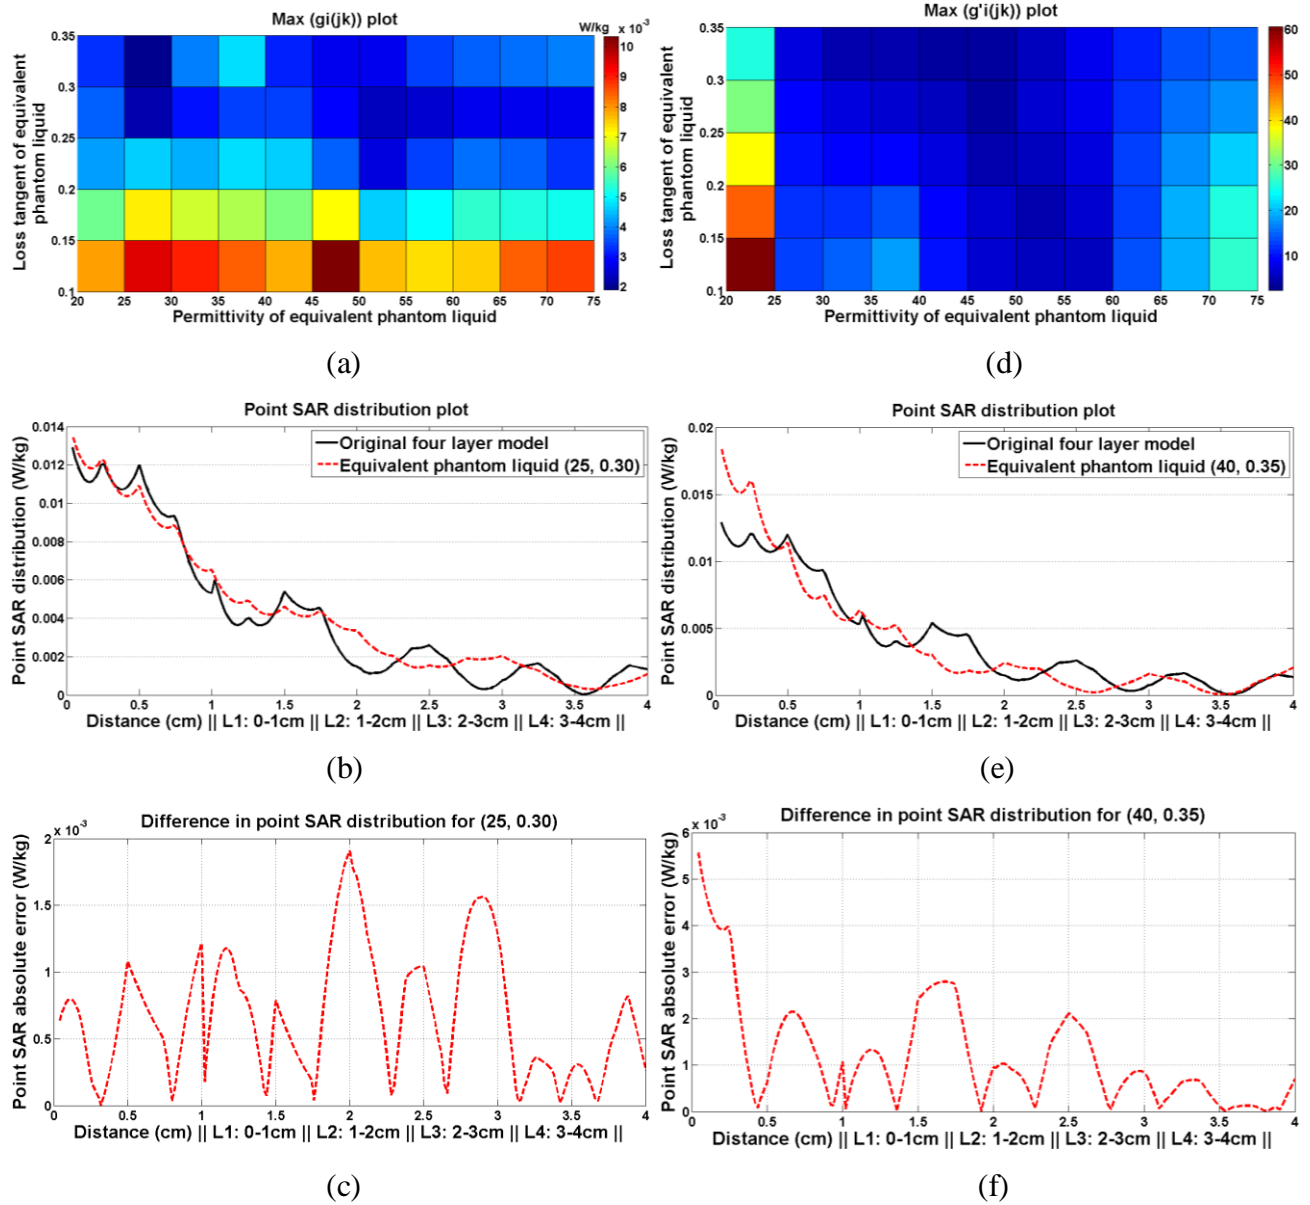 Max (gi(jk)) plot
W/kg x 10⁻³
Loss tangent of equivalent
phantom liquid
0.35
0.3
0.25
0.2
0.15
0.1
20 25 30 35 40 45 50 55 60 65 70 75
Permittivity of equivalent phantom liquid
10
9
8
7
6
5
4
3
2
(a)
Max (g'i(jk)) plot
Loss tangent of equivalent
phantom liquid
0.35
0.3
0.25
0.2
0.15
0.1
20 25 30 35 40 45 50 55 60 65 70 75
Permittivity of equivalent phantom liquid
60
50
40
30
20
10
(d)
Point SAR distribution plot
Point SAR distribution (W/kg)
0.014
0.012
0.01
0.008
0.006
0.004
0.002
0
Original four layer model
Equivalent phantom liquid (25, 0.30)
0 0.5 1 1.5 2 2.5 3 3.5 4
Distance (cm) || L1: 0-1cm || L2: 1-2cm || L3: 2-3cm || L4: 3-4cm ||
(b)
Point SAR distribution plot
Point SAR distribution (W/kg)
0.02
0.015
0.01
0.005
0
Original four layer model
Equivalent phantom liquid (40, 0.35)
0 0.5 1 1.5 2 2.5 3 3.5 4
Distance (cm) || L1: 0-1cm || L2: 1-2cm || L3: 2-3cm || L4: 3-4cm ||
(e)
Difference in point SAR distribution for (25, 0.30)
x 10⁻³
Point SAR absolute error (W/kg)
2
1.5
1
0.5
0
0 0.5 1 1.5 2 2.5 3 3.5 4
Distance (cm) || L1: 0-1cm || L2: 1-2cm || L3: 2-3cm || L4: 3-4cm ||
(c)
Difference in point SAR distribution for (40, 0.35)
x 10⁻³
Point SAR absolute error (W/kg)
6
5
4
3
2
1
0
0 0.5 1 1.5 2 2.5 3 3.5 4
Distance (cm) || L1: 0-1cm || L2: 1-2cm || L3: 2-3cm || L4: 3-4cm ||
(f)